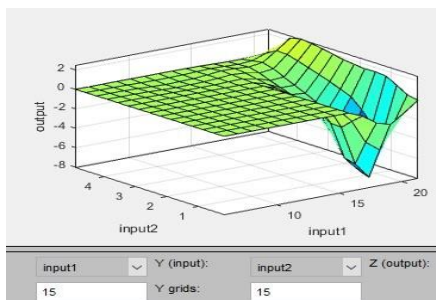 2
0
-2
-4
-6
-8
output
4
3
2
1
input2
10
15
20
input1
input1 Y (input): input2 Z (output):
15 Y grids: 15